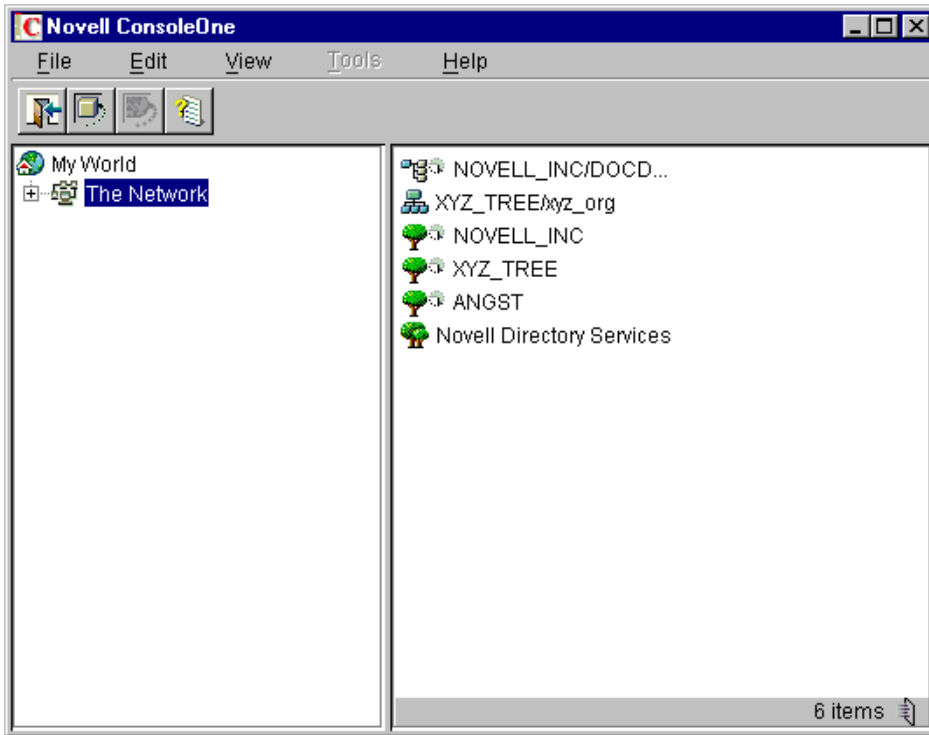 Novell ConsoleOne
File Edit View Tools Help
My World
The Network
NOVELL_INC/DOCD...
XYZ_TREE/xyz_org
NOVELL_INC
XYZ_TREE
ANGST
Novell Directory Services
6 items